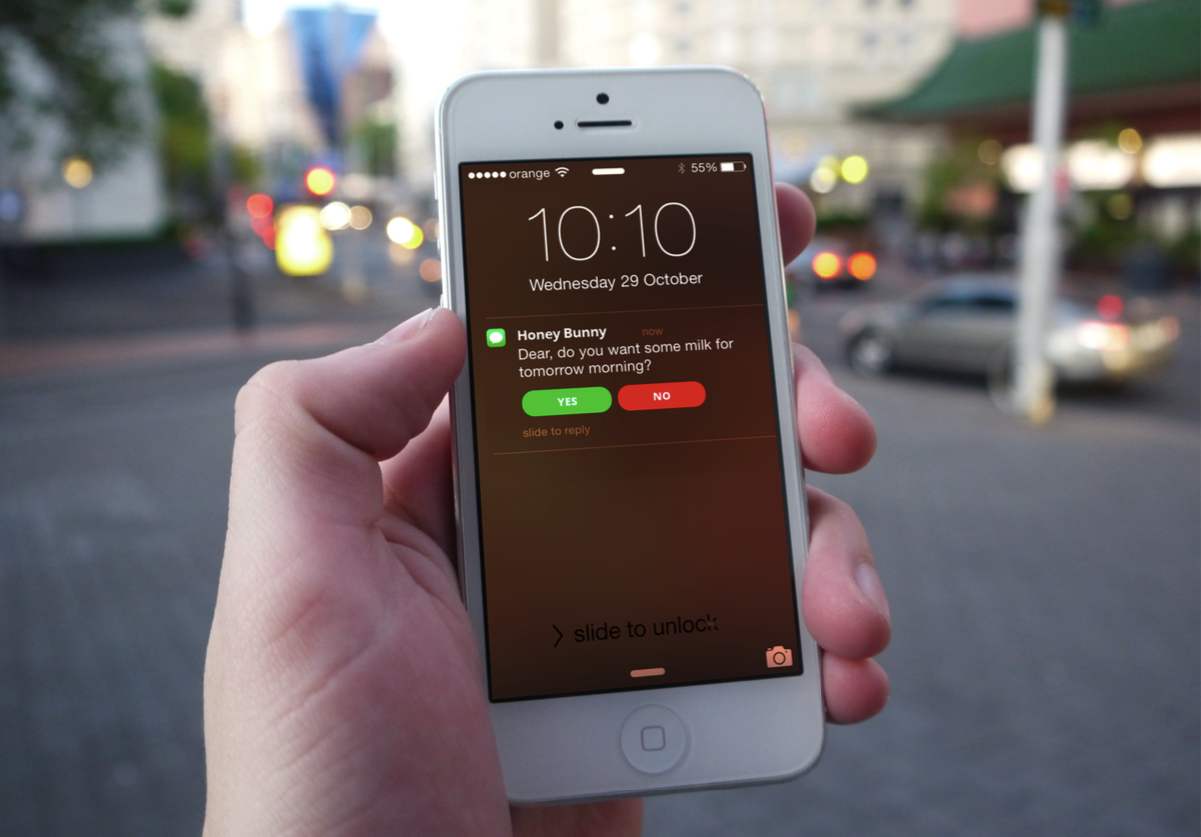 orange 55%
10:10
Wednesday 29 October
Honey Bunny now
Dear, do you want some milk for
tomorrow morning?
YES NO
slide to reply
> slide to unlock